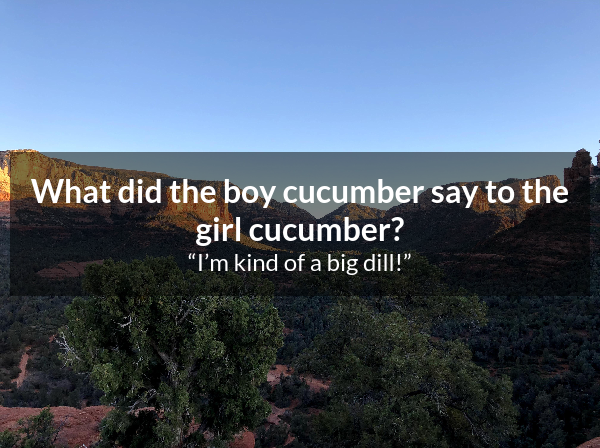 What did the boy cucumber say to the
girl cucumber?
“I’m kind of a big dill!”